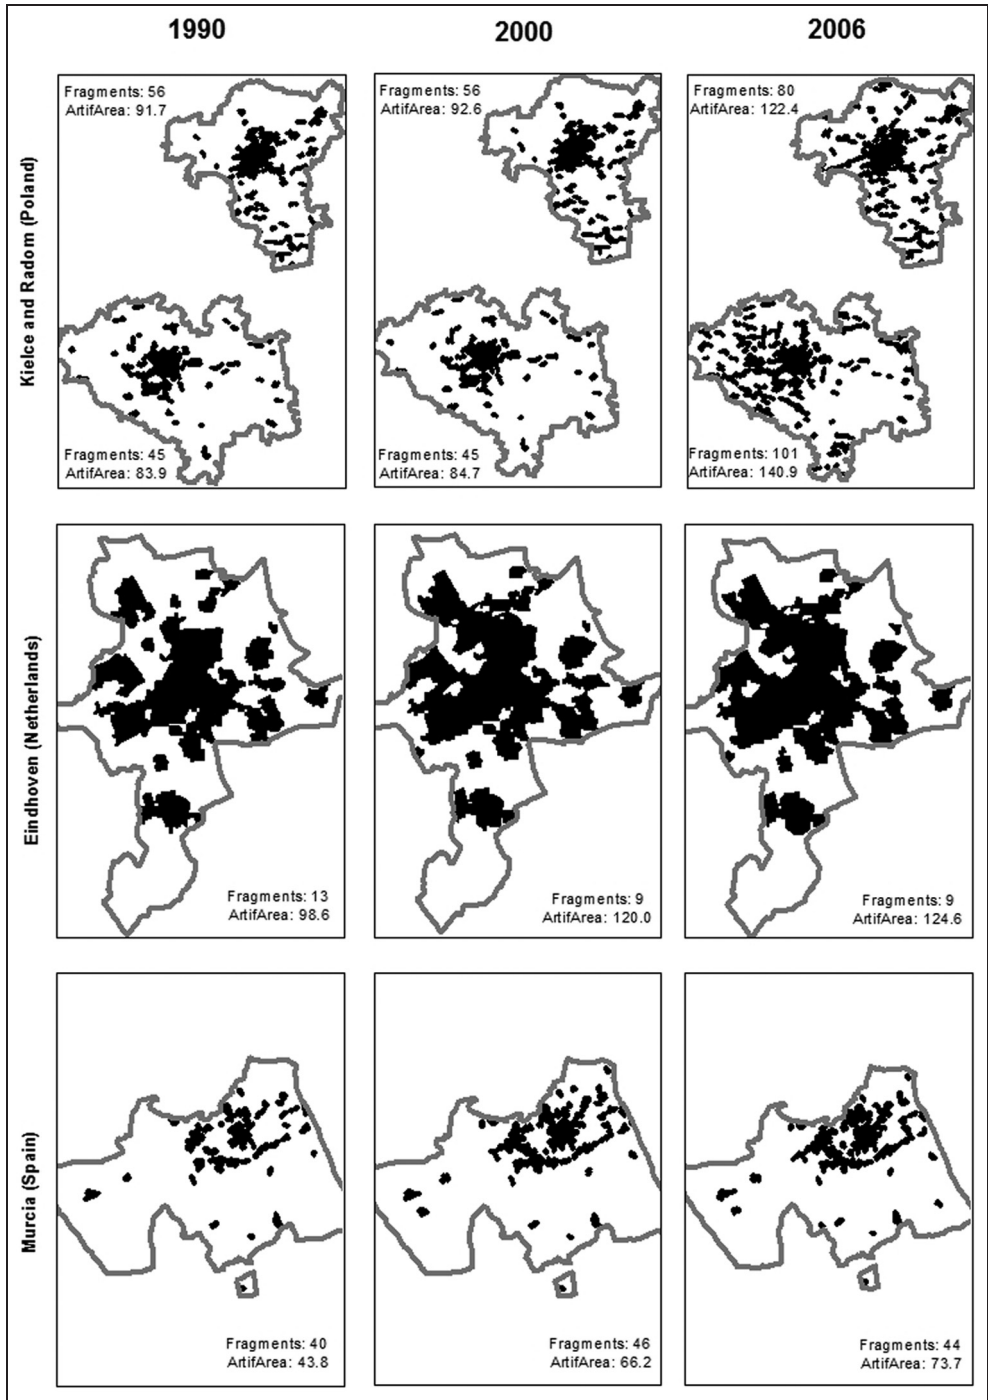 1990
2000
2006
Kielce and Radom (Poland)
Fragments: 56
ArtifArea: 91.7
Fragments: 45
ArtifArea: 83.9
Fragments: 56
ArtifArea: 92.6
Fragments: 45
ArtifArea: 84.7
Fragments: 80
ArtifArea: 122.4
Fragments: 101
ArtifArea: 140.9
Eindhoven (Netherlands)
Fragments: 13
ArtifArea: 98.6
Fragments: 9
ArtifArea: 120.0
Fragments: 9
ArtifArea: 124.6
Murcia (Spain)
Fragments: 40
ArtifArea: 43.8
Fragments: 46
ArtifArea: 66.2
Fragments: 44
ArtifArea: 73.7